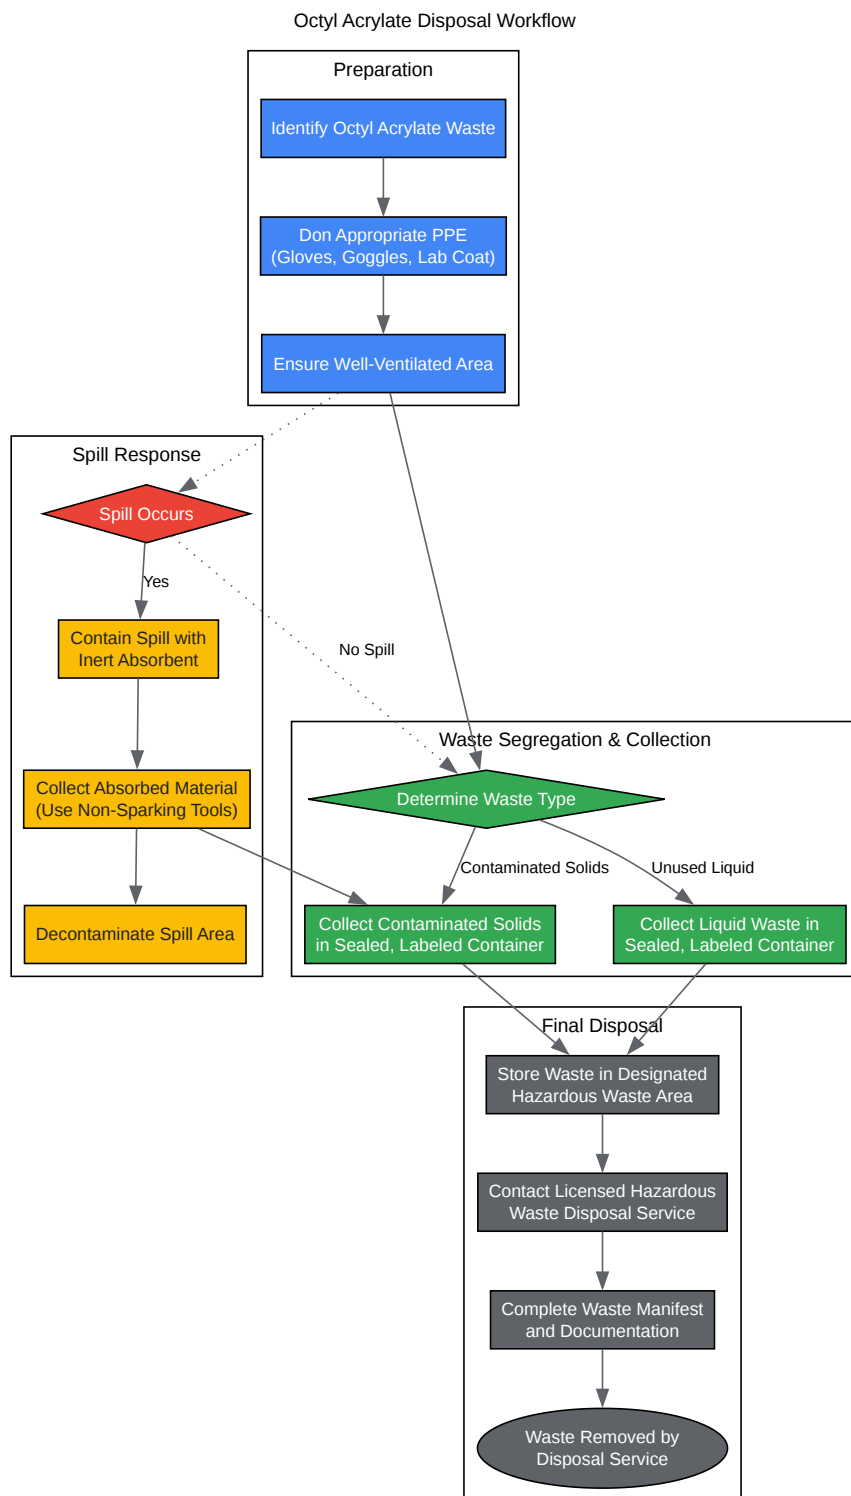 Octyl Acrylate Disposal Workflow
Preparation
Identify Octyl Acrylate Waste
Don Appropriate PPE
(Gloves, Goggles, Lab Coat)
Ensure Well-Ventilated Area
Spill Response
Spill Occurs
Yes
Contain Spill with
Inert Absorbent
No Spill
Collect Absorbed Material
(Use Non-Sparking Tools)
Decontaminate Spill Area
Waste Segregation & Collection
Determine Waste Type
Contaminated Solids
Unused Liquid
Collect Contaminated Solids
in Sealed, Labeled Container
Collect Liquid Waste in
Sealed, Labeled Container
Final Disposal
Store Waste in Designated
Hazardous Waste Area
Contact Licensed Hazardous
Waste Disposal Service
Complete Waste Manifest
and Documentation
Waste Removed by
Disposal Service